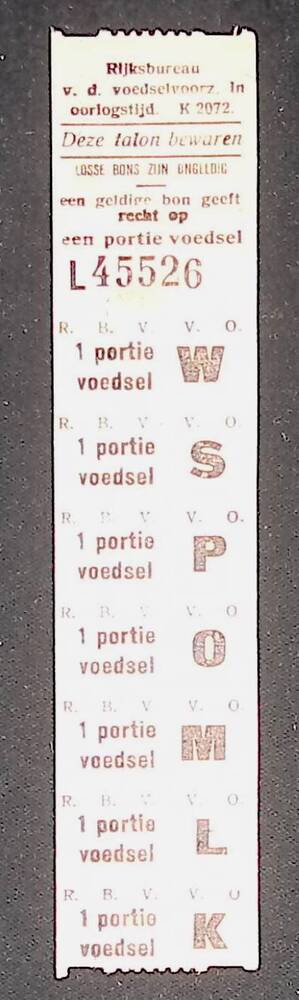 Rijksbureau
v. d. voedselvoorz. in
oorlogstijd. K 2072.
Deze talon bewaren
LOSSE BONS ZIJN ONGELDIG
een geldige bon geeft
recht op
een portie voedsel
L45526
R. B. V. V. O.
1 portie W
voedsel
R. B. V. V. O.
1 portie S
voedsel
R. B. V. V. O.
1 portie P
voedsel
R. B. V V. O
1 portie O
voedsel
R. B. V V. O.
1 portie M
voedsel
R. B. V. V. O.
1 portie L
voedsel
R. B. V. V. O
1 portie K
voedsel